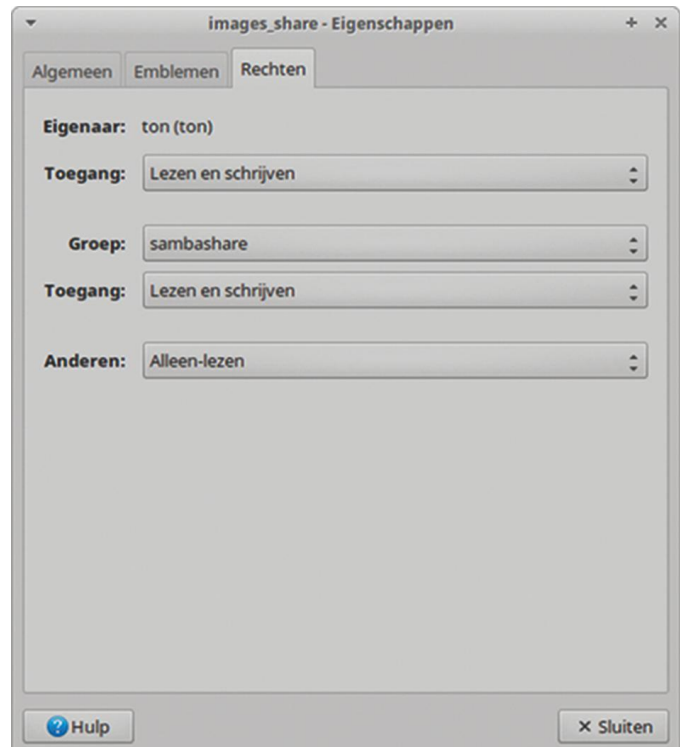 images_share - Eigenschappen
Algemeen Emblemen Rechten
Eigenaar: ton (ton)
Toegang: Lezen en schrijven
Groep: sambashare
Toegang: Lezen en schrijven
Anderen: Alleen-lezen
Hulp Sluiten